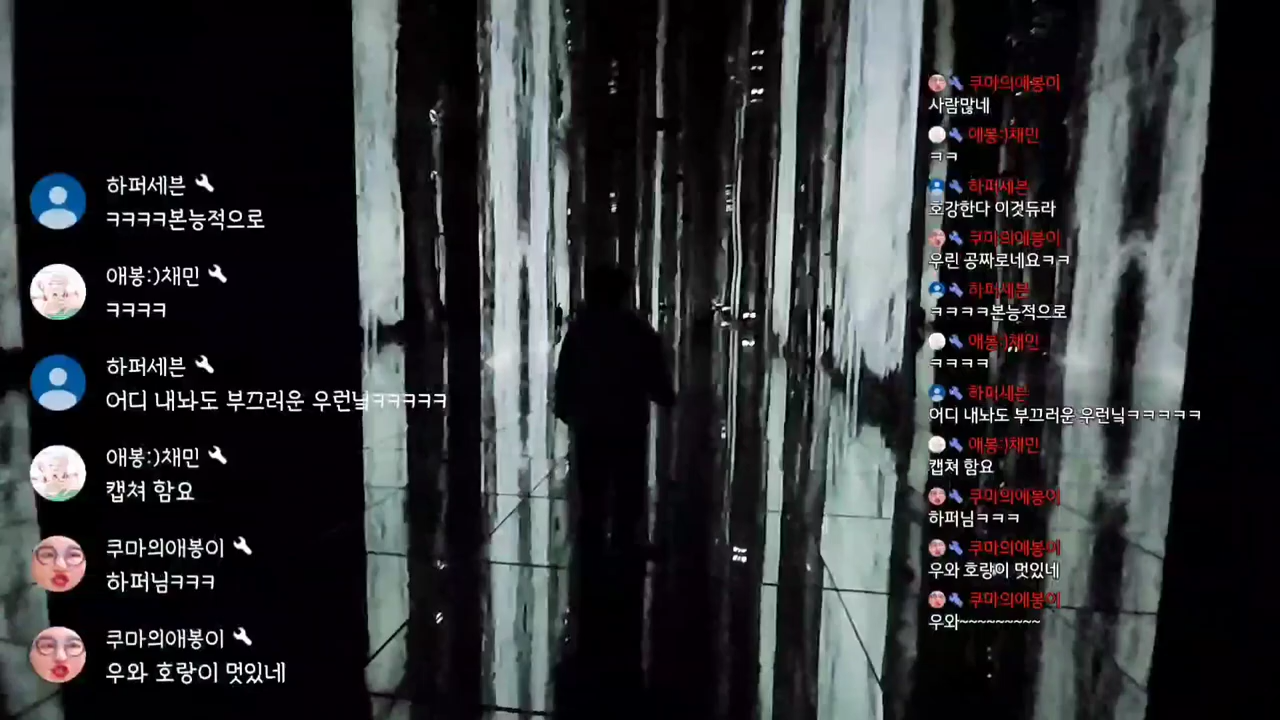 하퍼세븐
ㅋㅋㅋㅋ본능적으로
애봉:)채민
ㅋㅋㅋㅋ
하퍼세븐
어디 내놔도 부끄러운 우런닠ㅋㅋㅋㅋㅋ
애봉:)채민
캡쳐 함요
쿠마의애봉이
하퍼님ㅋㅋㅋ
쿠마의애봉이
우와 호랑이 멋있네
쿠마의애봉이
사람많네
애봉:)채민
ㅋㅋ
하퍼세븐
호강한다 이것듀라
쿠마의애봉이
우린 공짜로네요ㅋㅋ
하퍼세븐
ㅋㅋㅋㅋ본능적으로
애봉:)채민
ㅋㅋㅋㅋ
하퍼세븐
어디 내놔도 부끄러운 우런닠ㅋㅋㅋㅋㅋ
애봉:)채민
캡쳐 함요
쿠마의애봉이
하퍼님ㅋㅋㅋ
쿠마의애봉이
우와 호랑이 멋있네
쿠마의애봉이
우와~~~~~~~~~